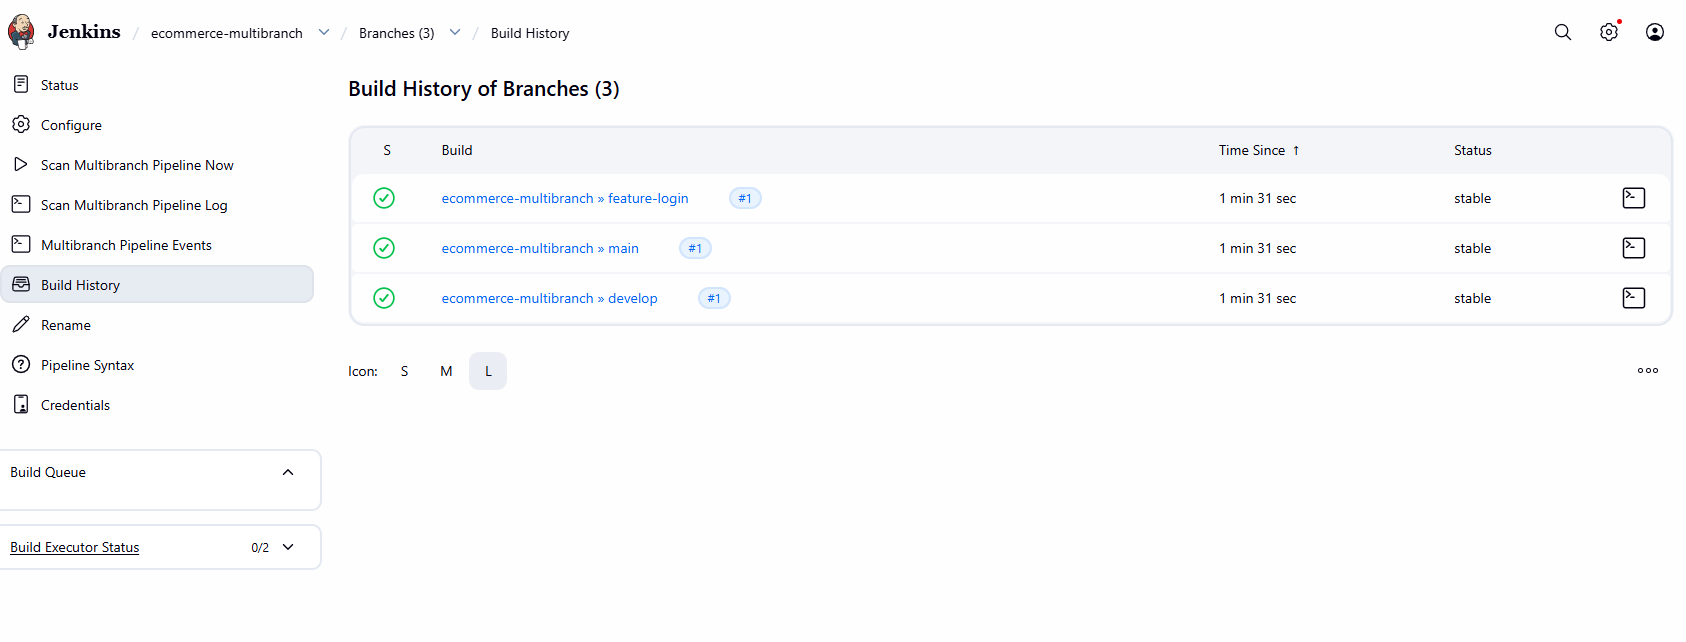 Jenkins / ecommerce-multibranch / Branches (3) / Build History
Status
Configure
Scan Multibranch Pipeline Now
Scan Multibranch Pipeline Log
Multibranch Pipeline Events
Build History
Rename
Pipeline Syntax
Credentials
Build Queue
Build Executor Status 0/2
Build History of Branches (3)
S Build Time Since ↑ Status
ecommerce-multibranch » feature-login #1 1 min 31 sec stable
ecommerce-multibranch » main #1 1 min 31 sec stable
ecommerce-multibranch » develop #1 1 min 31 sec stable
Icon: S M L